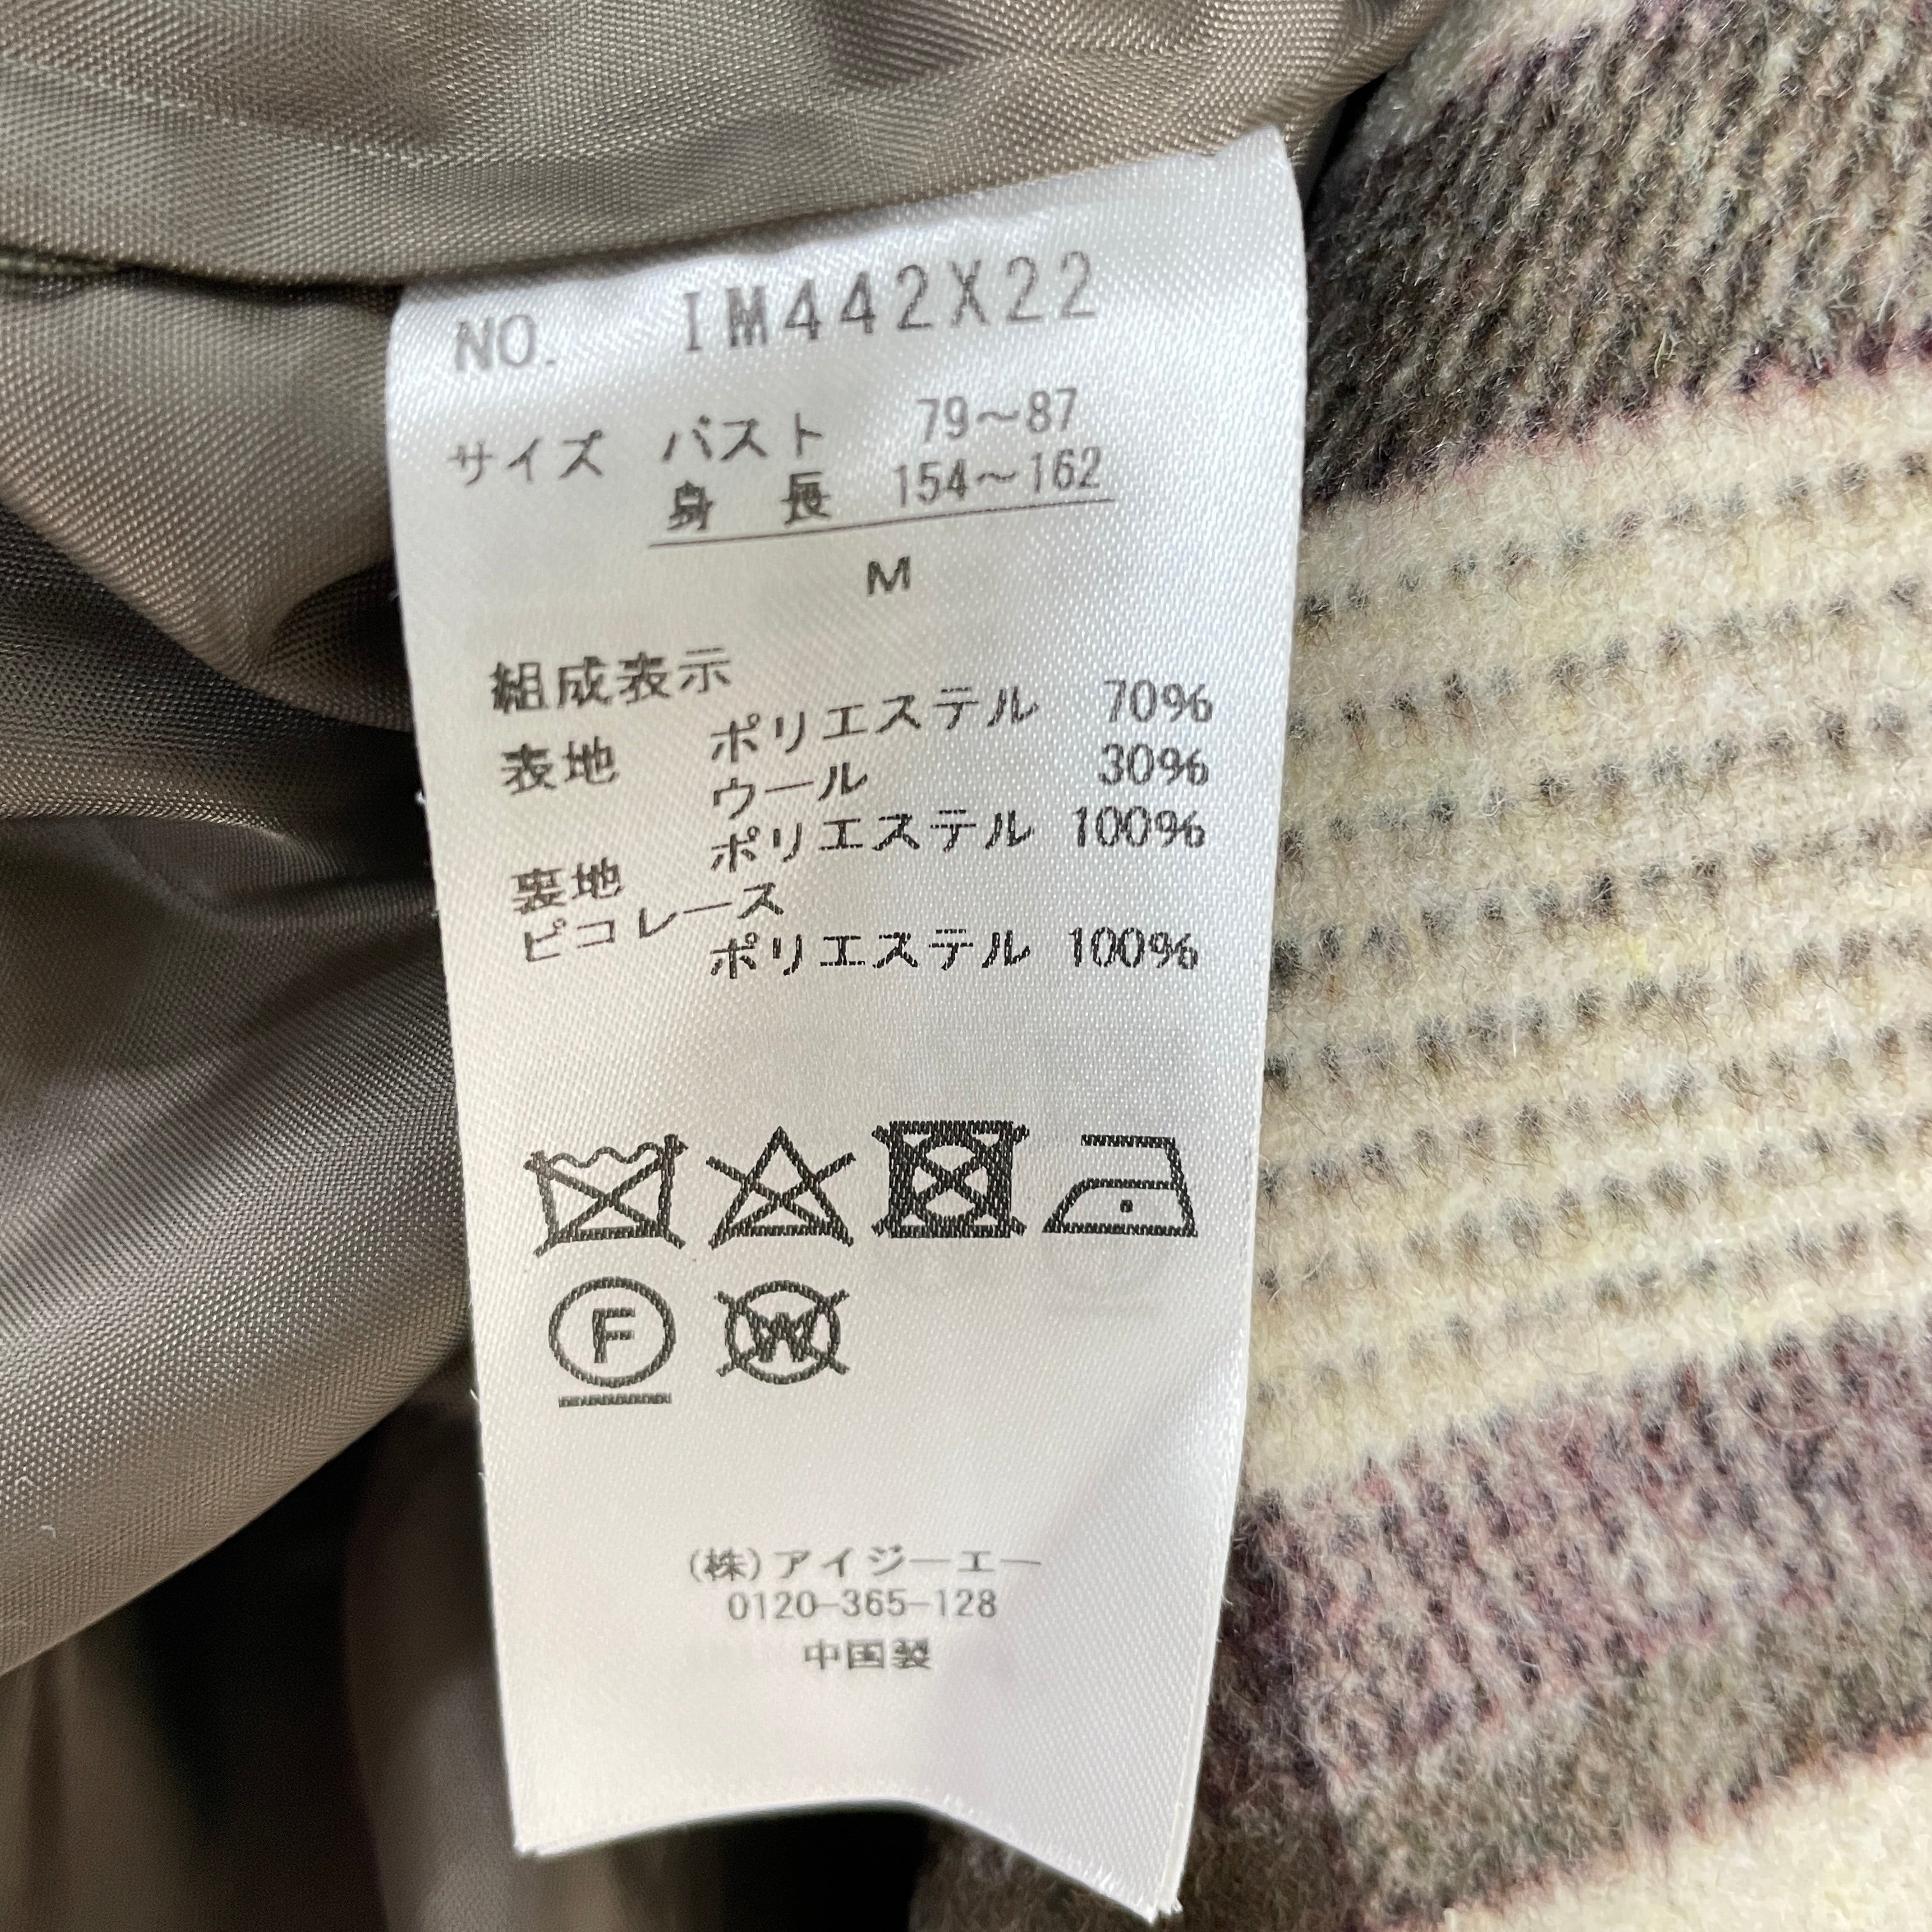 NO. IM442X22
サイズ バスト 79〜87
身長 154〜162
M
組成表示
表地 ポリエステル 70%
ウール 30%
裏地 ポリエステル 100%
ピコレース
ポリエステル 100%
F W
(株)アイジーエー
0120-365-128
中国製